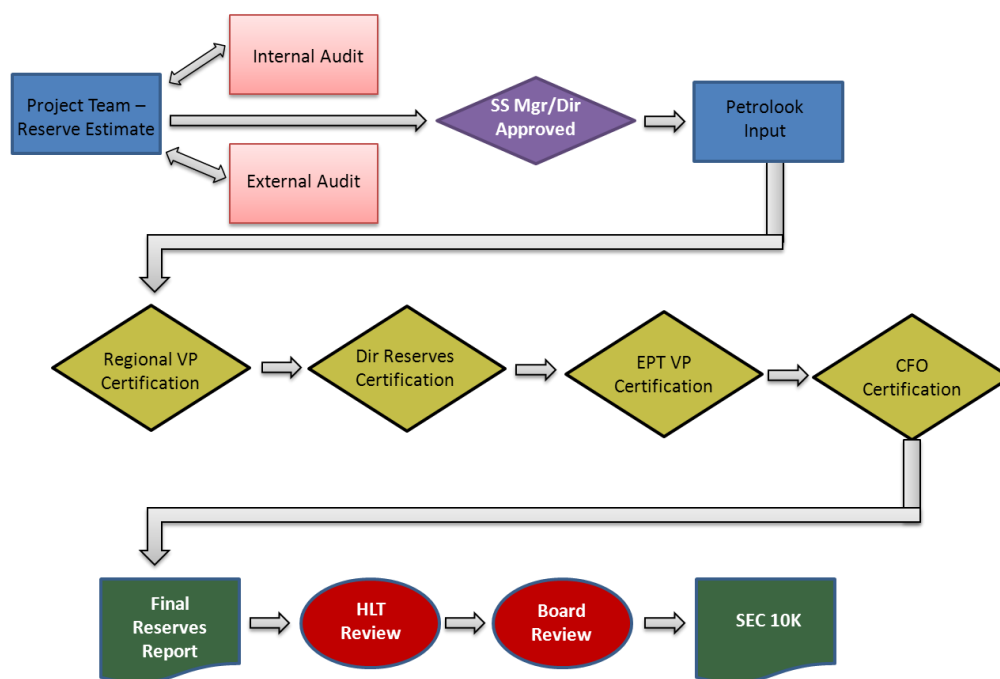 Internal Audit
Project Team –
Reserve Estimate
SS Mgr/Dir
Approved
Petrolook
Input
External Audit
Regional VP
Certification
Dir Reserves
Certification
EPT VP
Certification
CFO
Certification
Final
Reserves
Report
HLT
Review
Board
Review
SEC 10K